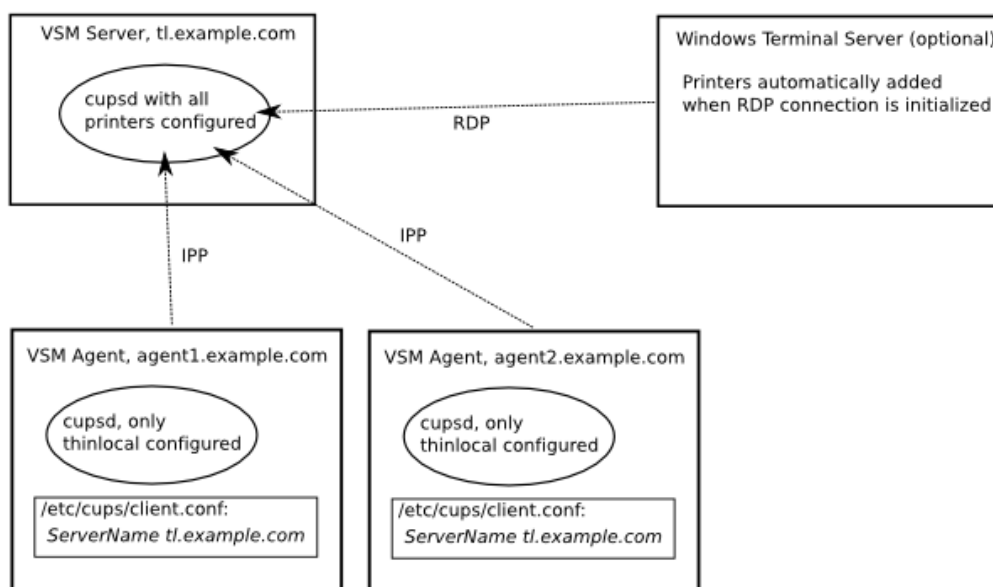 VSM Server, tl.example.com
cupsd with all
printers configured
Windows Terminal Server (optional)
Printers automatically added
when RDP connection is initialized
RDP
IPP
IPP
VSM Agent, agent1.example.com
cupsd, only
thinlocal configured
/etc/cups/client.conf:
ServerName tl.example.com
VSM Agent, agent2.example.com
cupsd, only
thinlocal configured
/etc/cups/client.conf:
ServerName tl.example.com